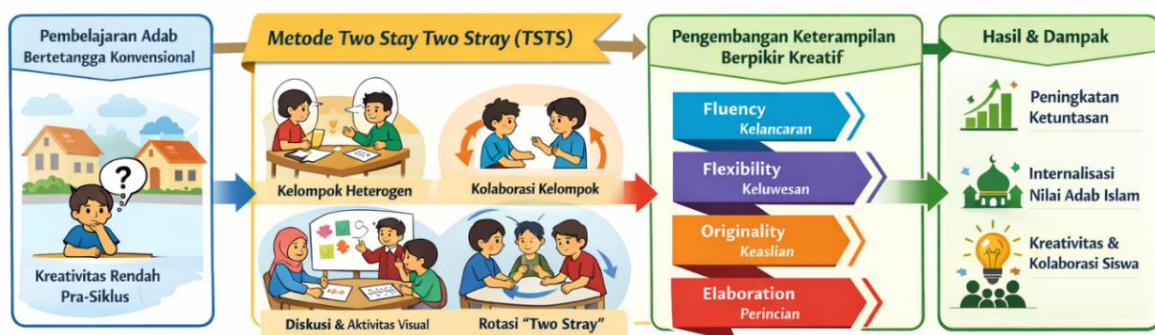 Pembelajaran Adab
Bertetangga Konvensional
?
Kreativitas Rendah
Pra-Siklus
Metode Two Stay Two Stray (TSTS)
Kelompok Heterogen
Kolaborasi Kelompok
Diskusi & Aktivitas Visual
Rotasi "Two Stray"
Pengembangan Keterampilan
Berpikir Kreatif
Fluency
Kelancaran
Flexibility
Keluwesan
Originality
Keaslian
Elaboration
Perincian
Hasil & Dampak
Peningkatan
Ketuntasan
Internalisasi
Nilai Adab Islam
Kreativitas &
Kolaborasi Siswa